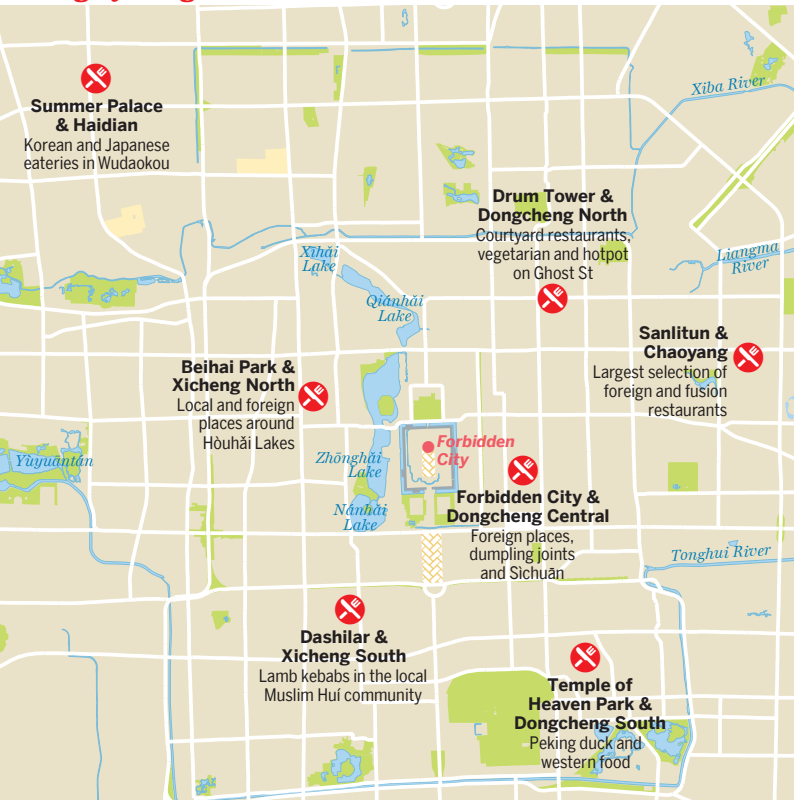 Xiba River
Summer Palace
& Haidian
Korean and Japanese
eateries in Wudaokou
Drum Tower &
Dongcheng North
Courtyard restaurants,
vegetarian and hotpot
on Ghost St
Xīhǎi
Lake
Liangma
River
Qiánhǎi
Lake
Sanlitun &
Chaoyang
Largest selection of
foreign and fusion
restaurants
Beihai Park &
Xicheng North
Local and foreign
places around
Hòuhǎi Lakes
Forbidden
City
Yùyuāntán
Zhōnghǎi
Lake
Nánhǎi
Lake
Forbidden City &
Dongcheng Central
Foreign places,
dumpling joints
and Sìchuān
Tonghui River
Dashilar &
Xicheng South
Lamb kebabs in the local
Muslim Huí community
Temple of
Heaven Park &
Dongcheng South
Peking duck and
western food